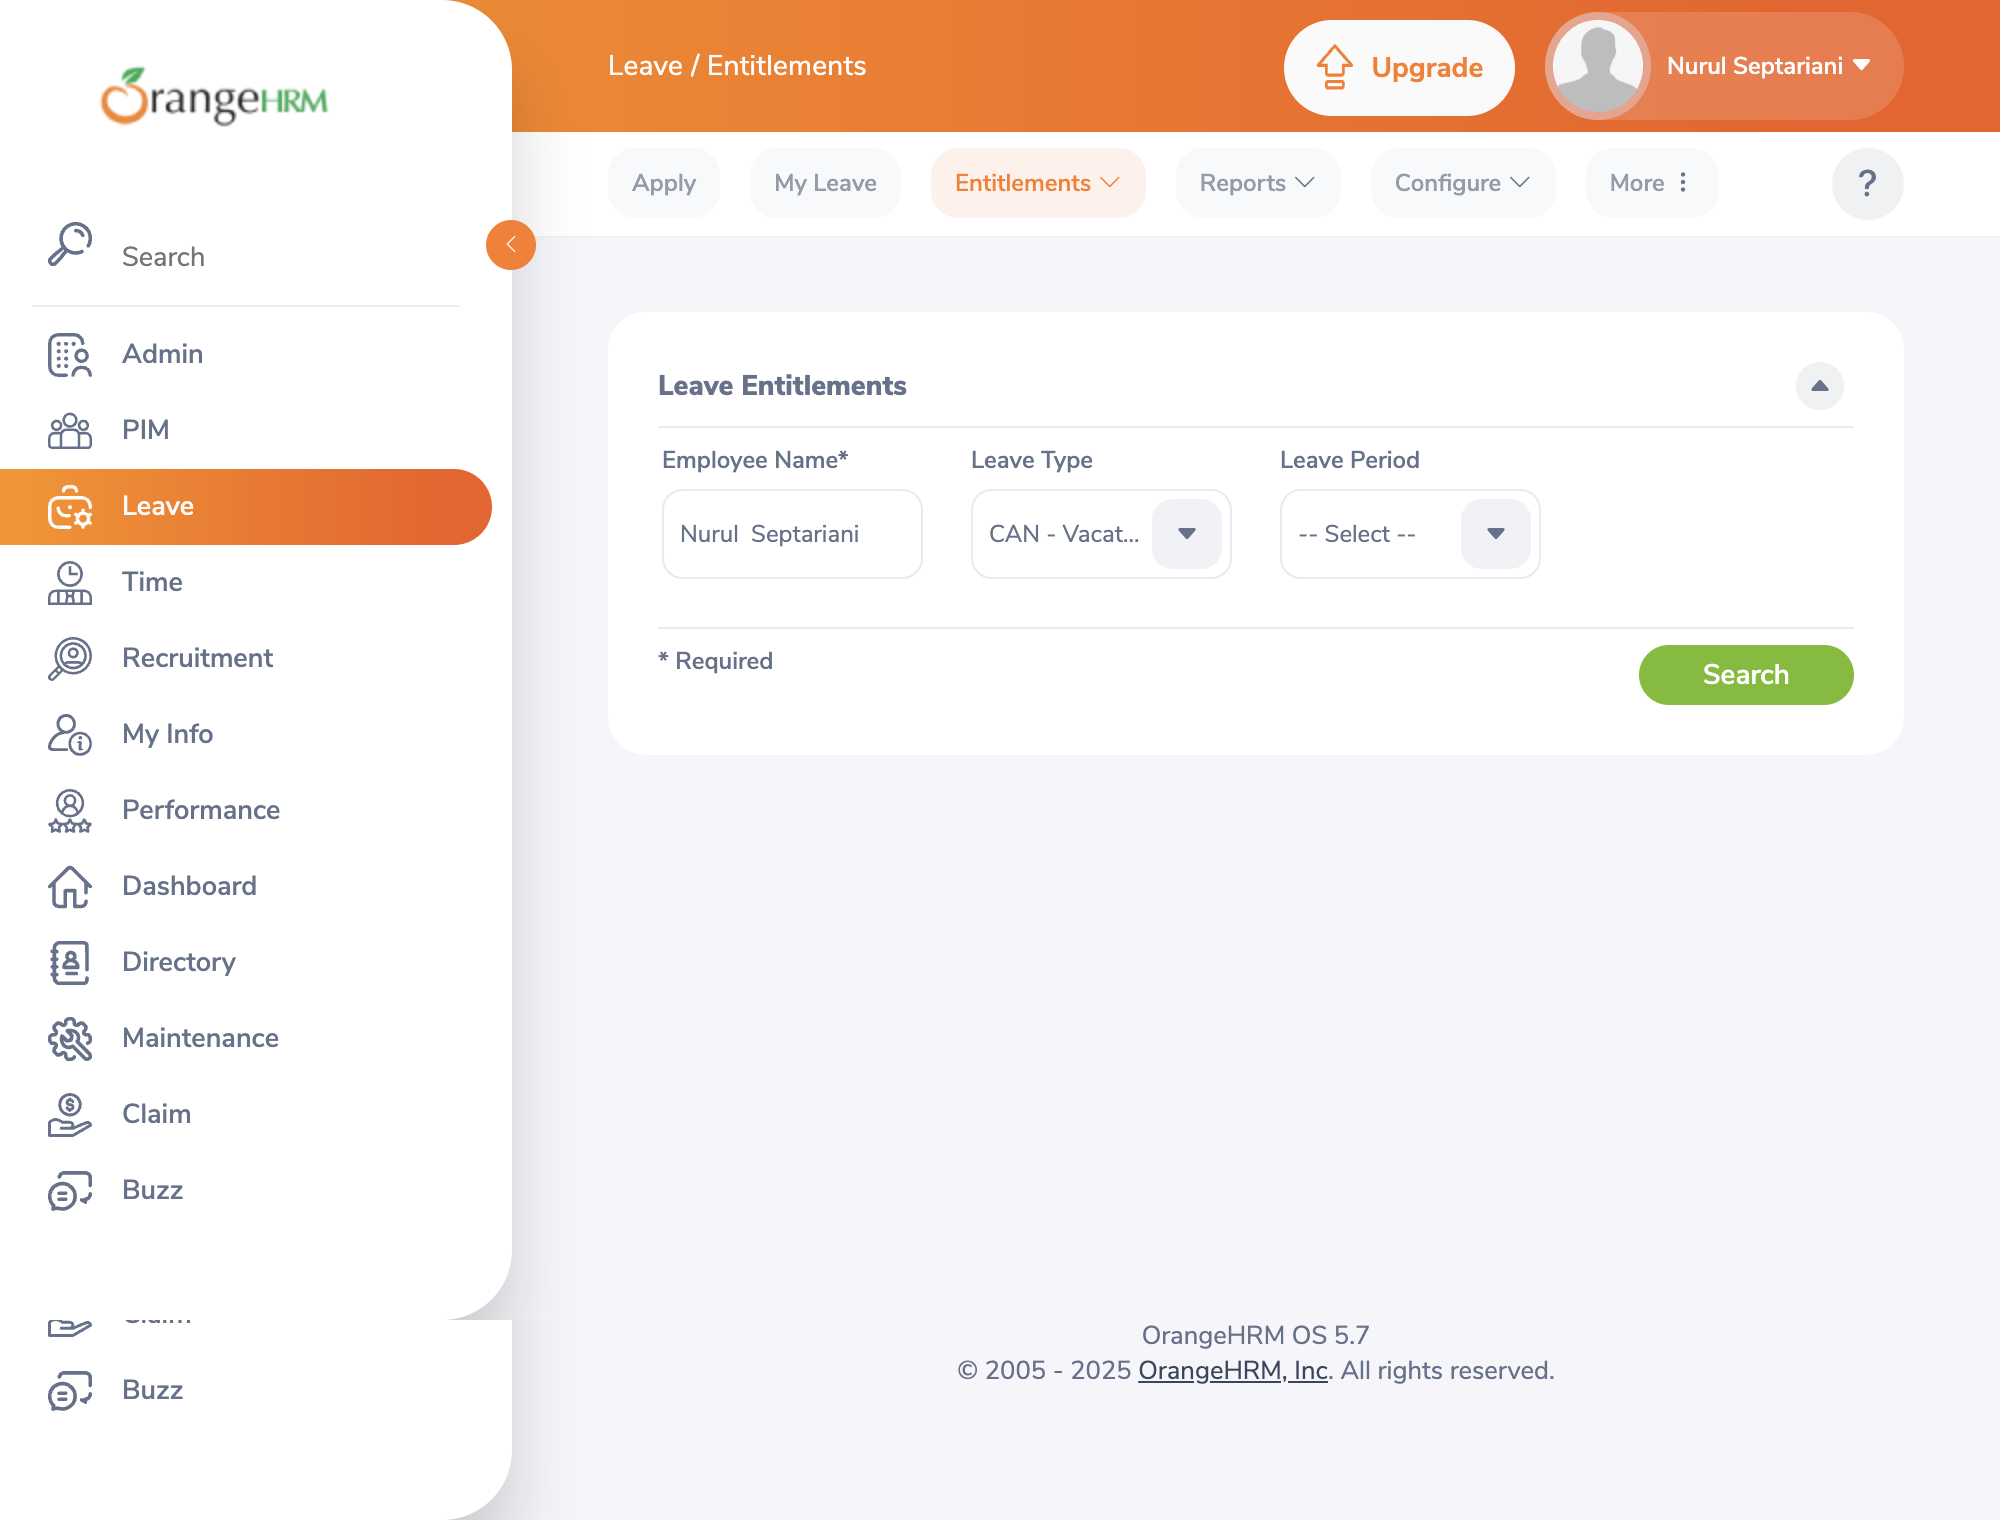 OrangeHRM
Leave / Entitlements
Upgrade
Nurul Septariani
Apply
My Leave
Entitlements
Reports
Configure
More
?
Search
Admin
PIM
Leave
Time
Recruitment
My Info
Performance
Dashboard
Directory
Maintenance
Claim
Buzz
Buzz
Leave Entitlements
Employee Name*
Leave Type
Leave Period
Nurul  Septariani
CAN - Vacat...
-- Select --
* Required
Search
OrangeHRM OS 5.7
© 2005 - 2025 OrangeHRM, Inc. All rights reserved.